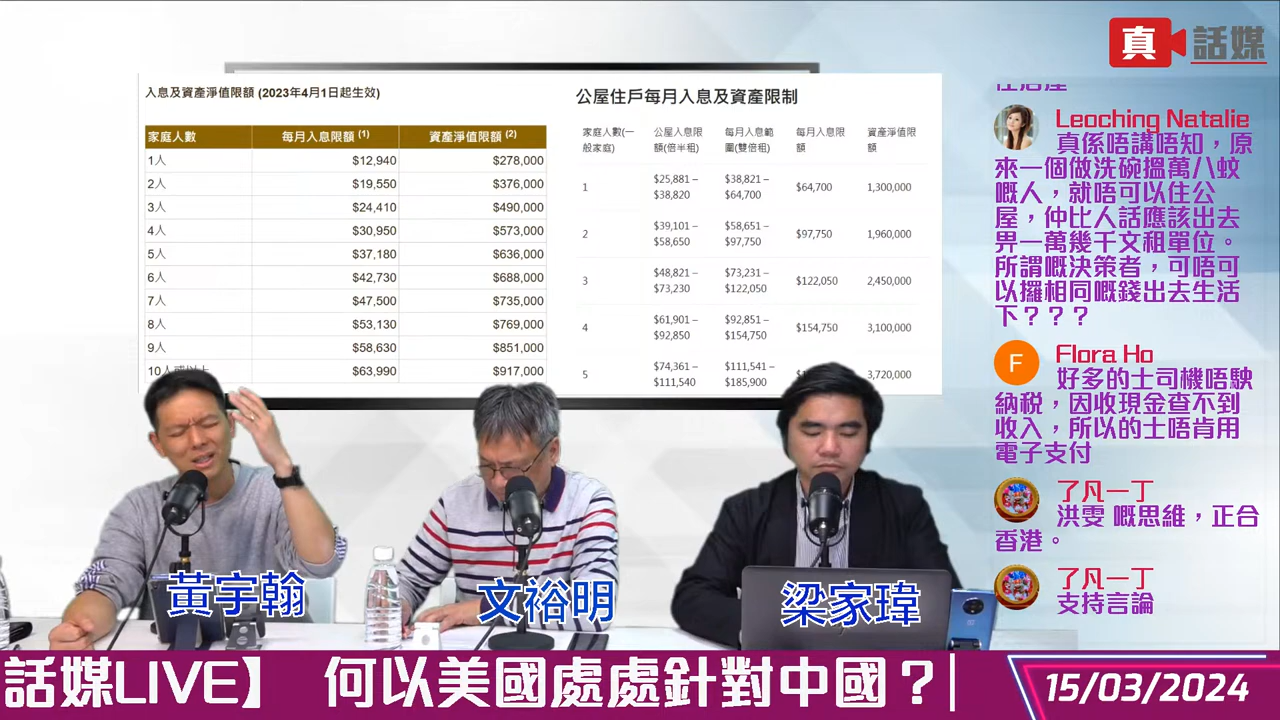 真 話媒
入息及資產淨值限額 (2023年4月1日起生效)
家庭人數 每月入息限額 (1) 資產淨值限額 (2)
1人 $12,940 $278,000
2人 $19,550 $376,000
3人 $24,410 $490,000
4人 $30,950 $573,000
5人 $37,180 $636,000
6人 $42,730 $688,000
7人 $47,500 $735,000
8人 $53,130 $769,000
9人 $58,630 $851,000
10人或以上 $63,990 $917,000
公屋住戶每月入息及資產限制
家庭人數(一 公屋入息限 每月入息範 每月入息限 資產淨值限
般家庭) 額(倍半租) 圍(雙倍租) 額 額
$25,881 – $38,821 –
1 $64,700 1,300,000
$38,820 $64,700
$39,101 – $58,651 –
2 $97,750 1,960,000
$58,650 $97,750
$48,821 – $73,231 –
3 $122,050 2,450,000
$73,230 $122,050
$61,901 – $92,851 –
4 $154,750 3,100,000
$92,850 $154,750
$74,361 – $111,541 –
5 3,720,000
$111,540 $185,900
Leoching Natalie
真係唔講唔知，原
來一個做洗碗搵萬八蚊
嘅人，就唔可以住公
屋，仲比人話應該出去
畀一萬幾千文租單位。
所謂嘅決策者，可唔可
以攞相同嘅錢出去生活
下？？？
F
Flora Ho
好多的士司機唔駛
納稅，因收現金查不到
收入，所以的士唔肯用
電子支付
了凡一丁
洪雯 嘅思維，正合
香港。
了凡一丁
支持言論
黃宇翰
文裕明
梁家瑋
話媒LIVE】 何以美國處處針對中國？|
15/03/2024